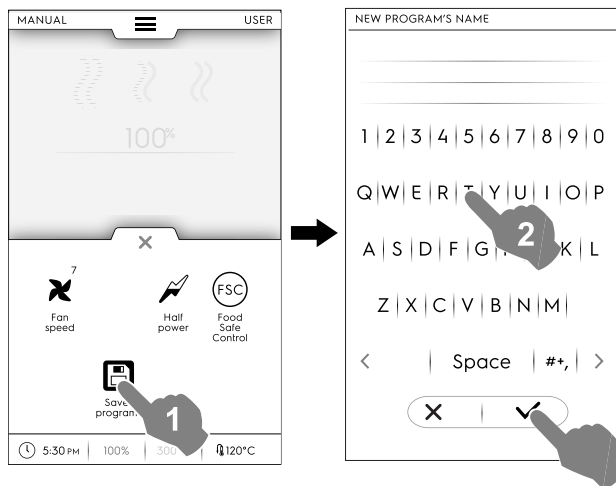 MANUAL USER
100%
7
Fan
speed
Half
power
FSC
Food
Safe
Control
Save
program
1
5:30 PM 100% 300 120°C
NEW PROGRAM'S NAME
1 2 3 4 5 6 7 8 9 0
Q W E R T Y U I O P
A S D F G K L
2
Z X C V B N M
< Space #+, >